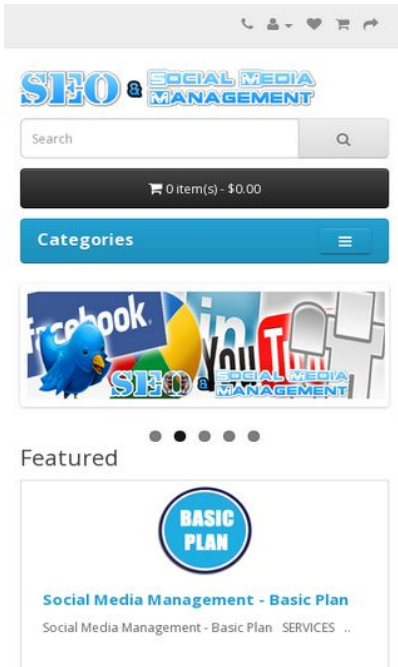 SEO & SOCIAL MEDIA
MANAGEMENT
Search
0 item(s) - $0.00
Categories
facebook
in
YouT
SEO & SOCIAL MEDIA
MANAGEMENT
Featured
BASIC
PLAN
Social Media Management - Basic Plan
Social Media Management - Basic Plan SERVICES ..